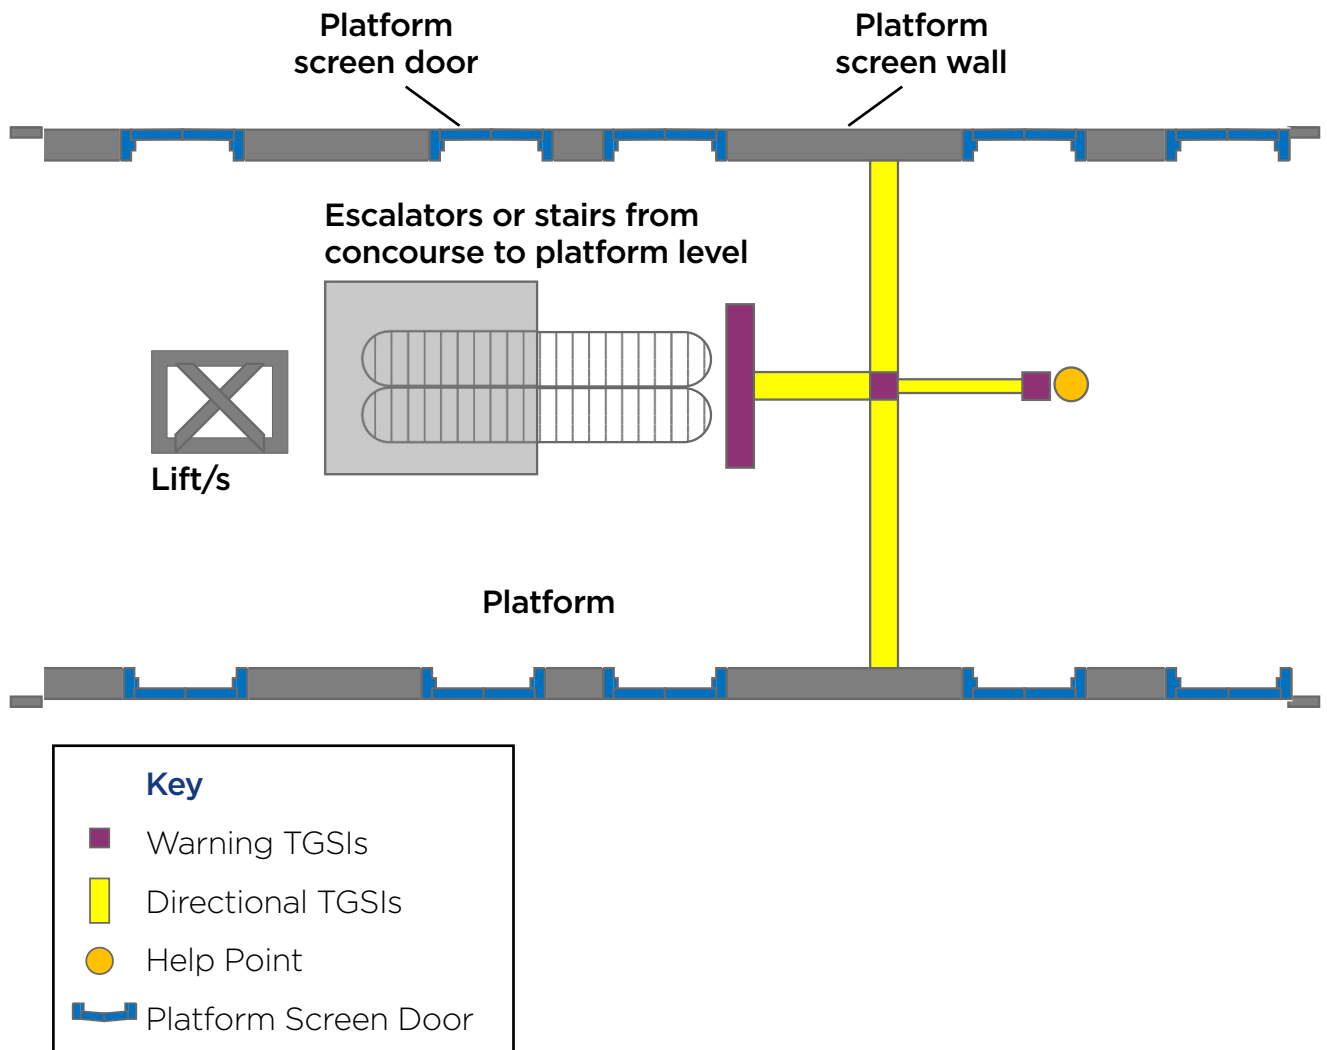 Platform
screen door
Platform
screen wall
Escalators or stairs from
concourse to platform level
Lift/s
Platform
Key
Warning TGSIs
Directional TGSIs
Help Point
Platform Screen Door